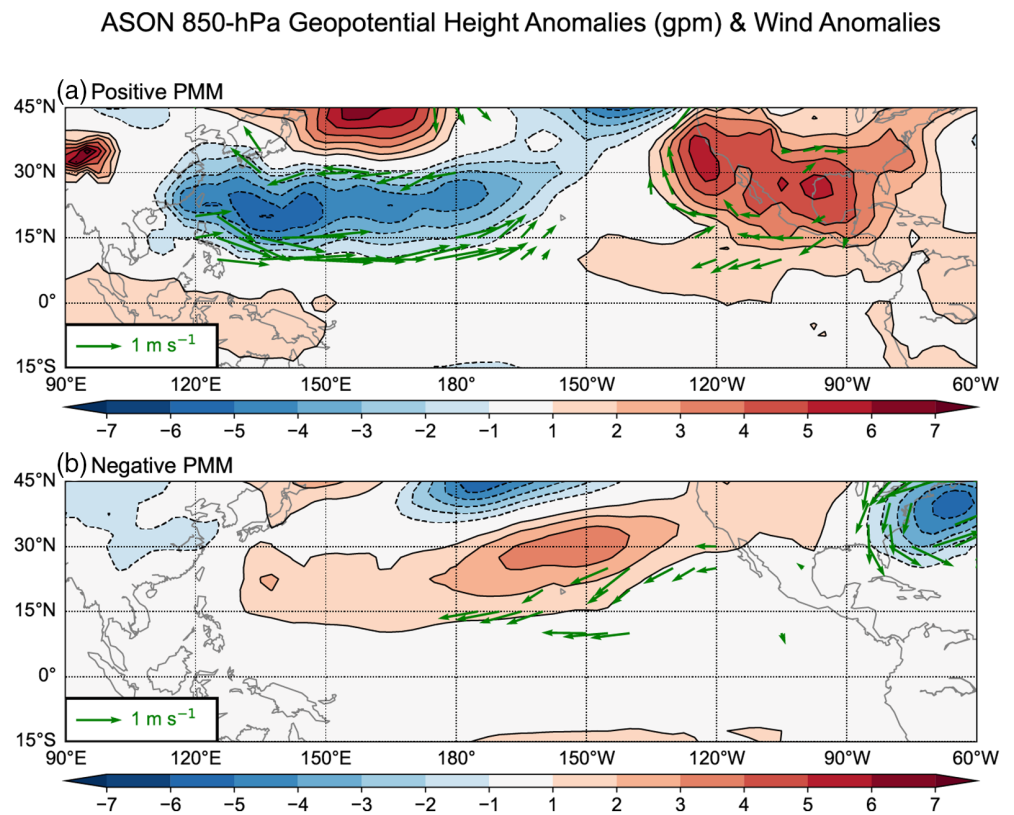 ASON 850-hPa Geopotential Height Anomalies (gpm) & Wind Anomalies
(a) Positive PMM
45°N
30°N
15°N
0°
15°S
1 m s⁻¹
90°E 120°E 150°E 180° 150°W 120°W 90°W 60°W
−7 −6 −5 −4 −3 −2 −1 1 2 3 4 5 6 7
(b) Negative PMM
45°N
30°N
15°N
0°
15°S
1 m s⁻¹
90°E 120°E 150°E 180° 150°W 120°W 90°W 60°W
−7 −6 −5 −4 −3 −2 −1 1 2 3 4 5 6 7